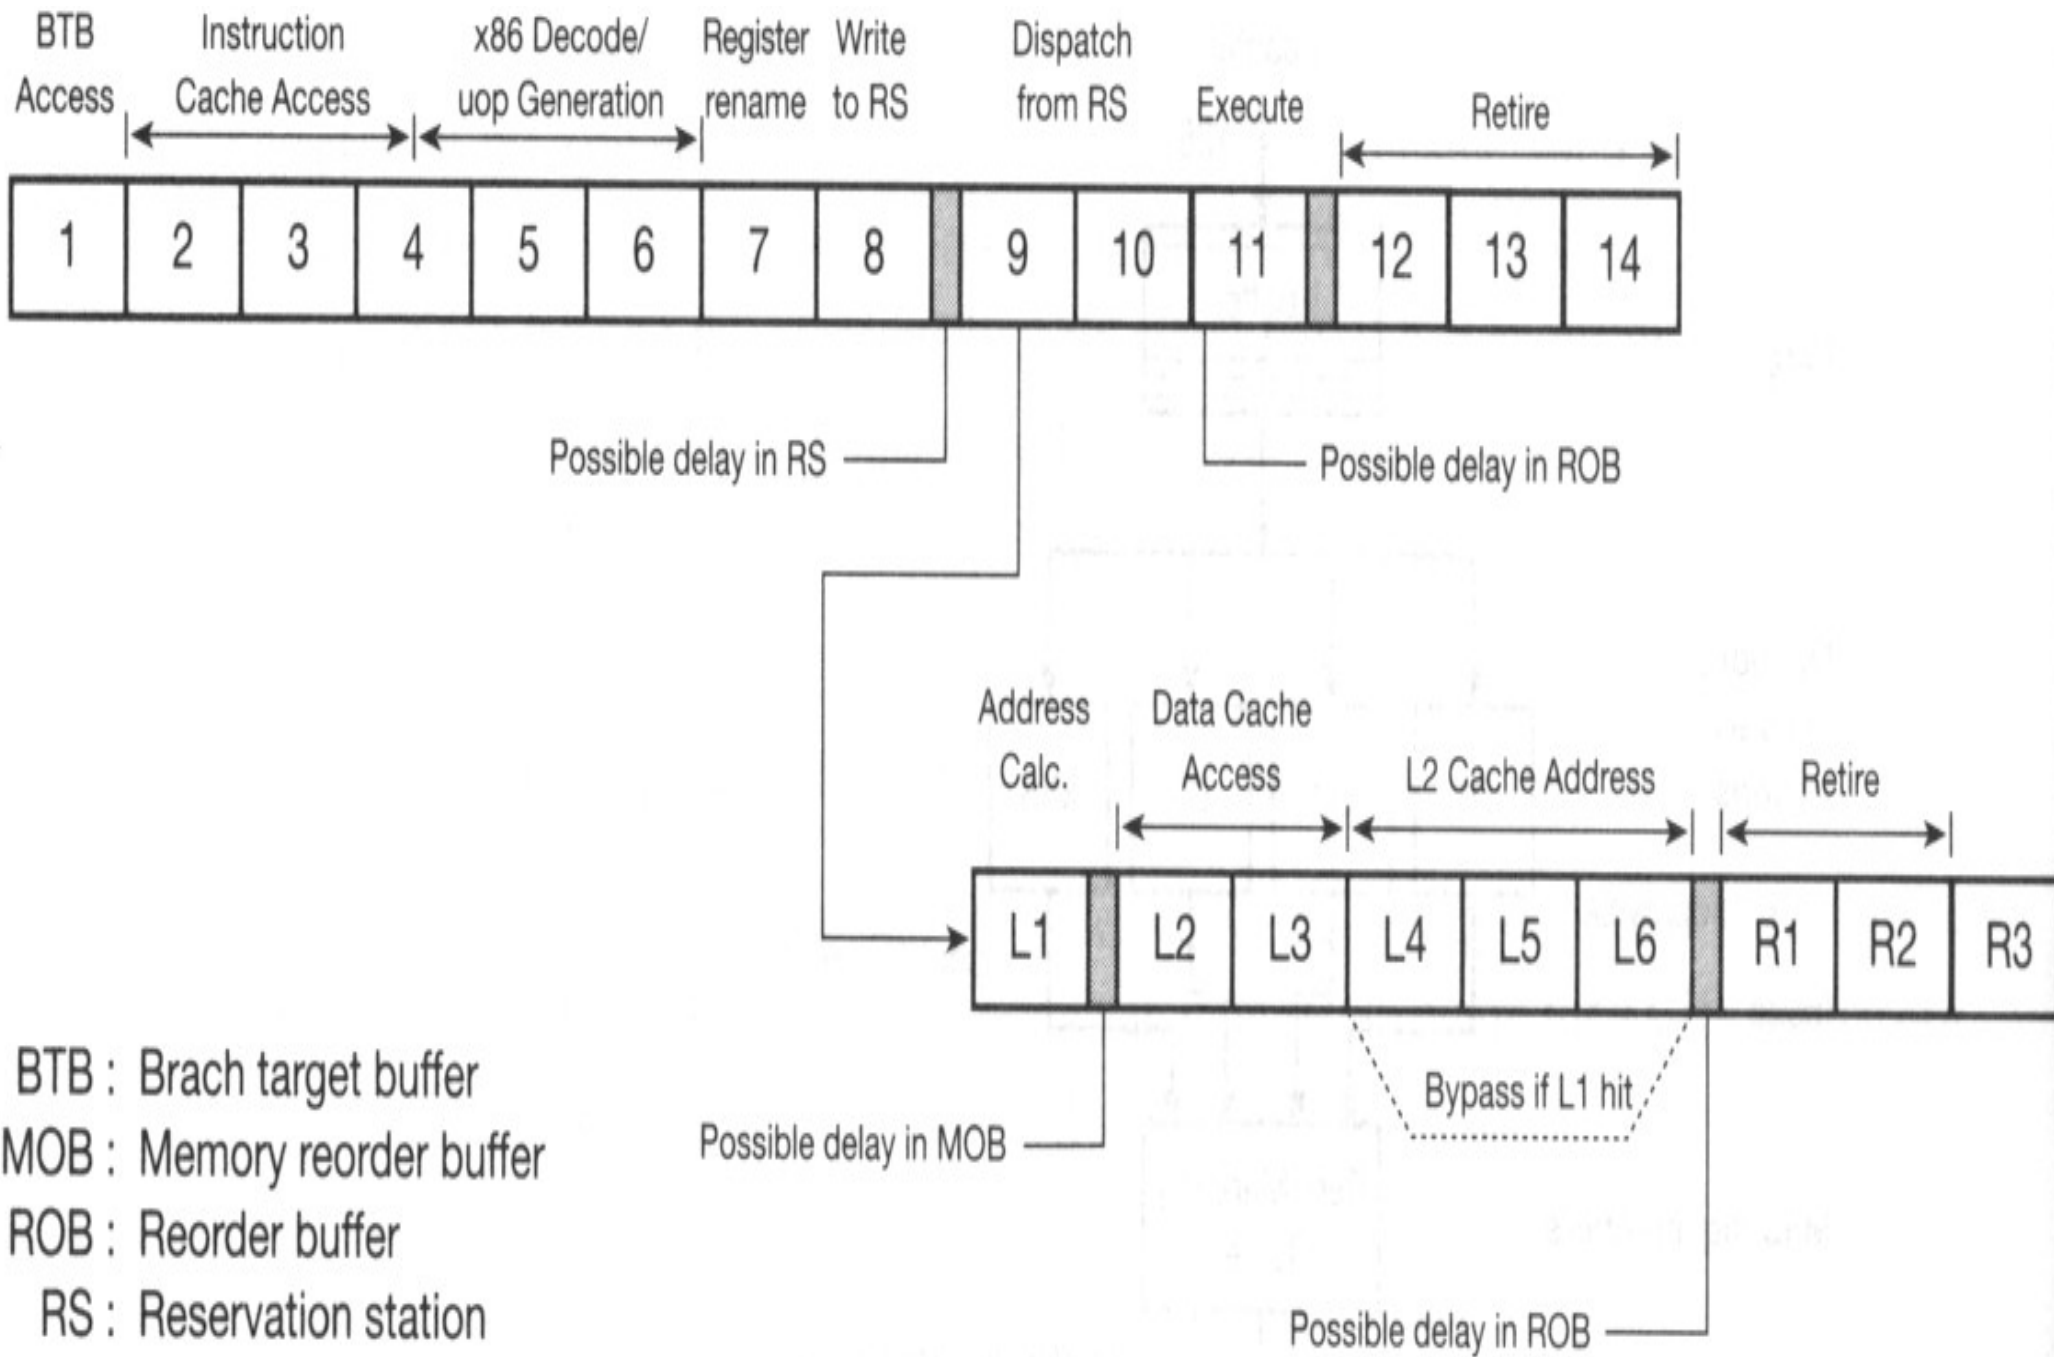 BTB
Access
Instruction
Cache Access
x86 Decode/
uop Generation
Register
rename
Write
to RS
Dispatch
from RS
Execute
Retire
1 2 3 4 5 6 7 8 9 10 11 12 13 14
Possible delay in RS
Possible delay in ROB
Address
Calc.
Data Cache
Access
L2 Cache Address
Retire
L1 L2 L3 L4 L5 L6 R1 R2 R3
Bypass if L1 hit
Possible delay in MOB
Possible delay in ROB
BTB : Brach target buffer
MOB : Memory reorder buffer
ROB : Reorder buffer
RS : Reservation station